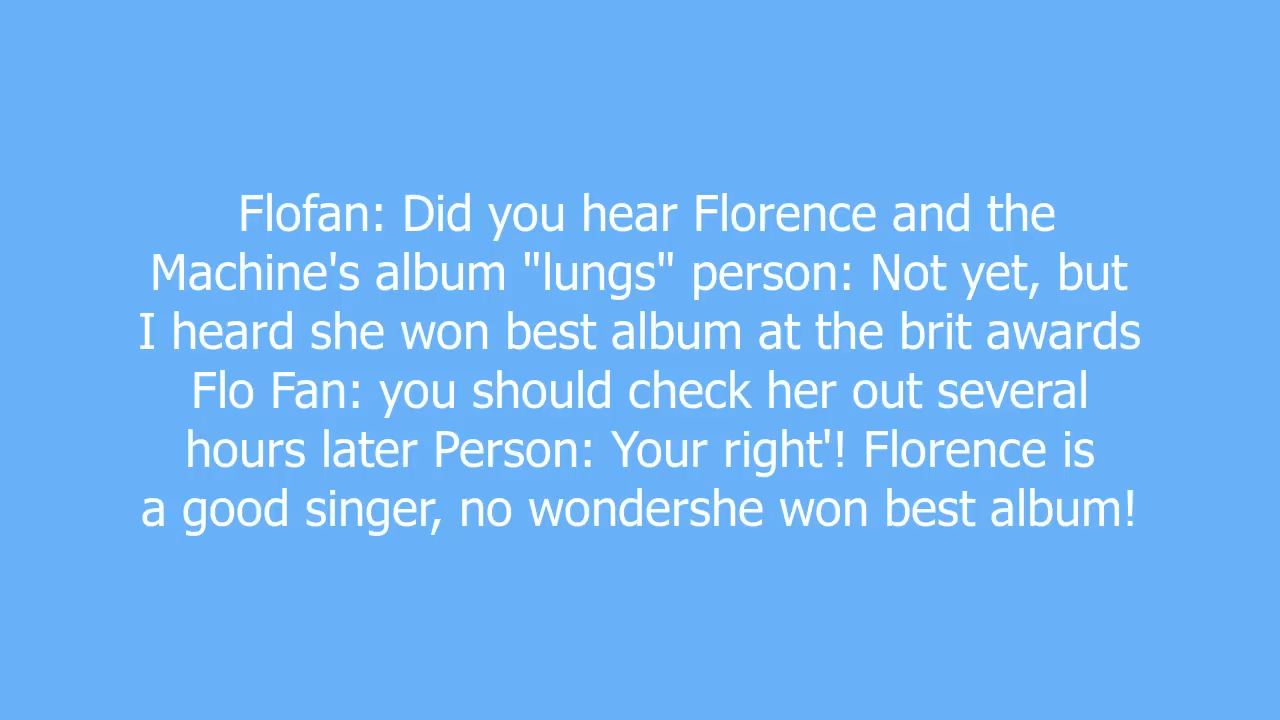 Flofan: Did you hear Florence and the
Machine's album "lungs" person: Not yet, but
I heard she won best album at the brit awards
Flo Fan: you should check her out several
hours later Person: Your right'! Florence is
a good singer, no wondershe won best album!